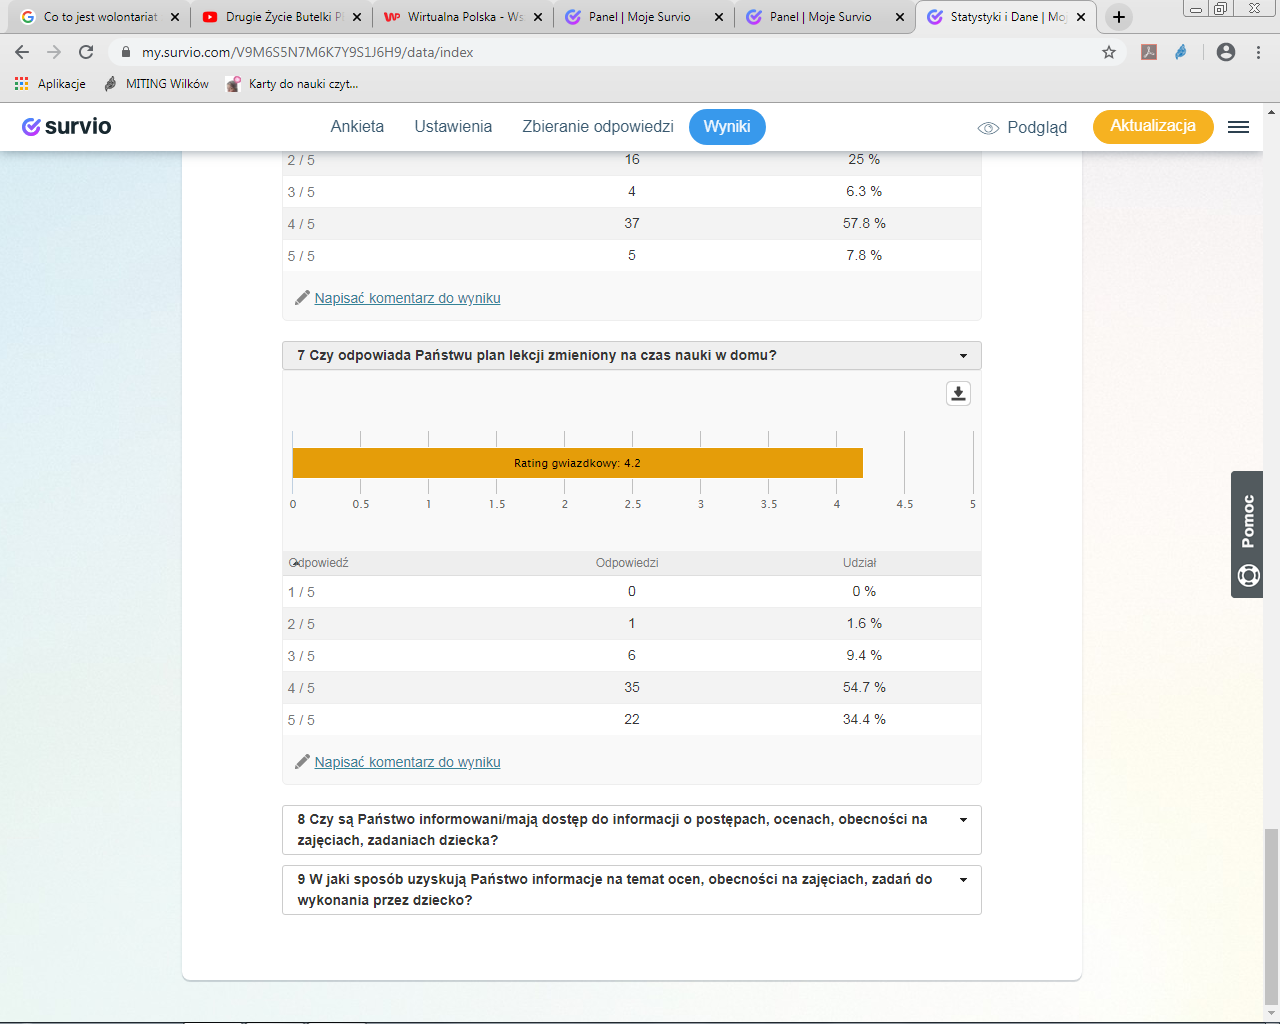 Co to jest wolontariat
Drugie Życie Butelki Pl
Wirtualna Polska - Ws
Panel | Moje Survio
Panel | Moje Survio
Statystyki i Dane | Moj
my.survio.com/V9M6S5N7M6K7Y9S1J6H9/data/index
Aplikacje
MITING Wilków
Karty do nauki czyt...
survio
Ankieta
Ustawienia
Zbieranie odpowiedzi
Wyniki
Podgląd
Aktualizacja
2 / 5 16 25 %
3 / 5 4 6.3 %
4 / 5 37 57.8 %
5 / 5 5 7.8 %
Napisać komentarz do wyniku
7 Czy odpowiada Państwu plan lekcji zmieniony na czas nauki w domu?
Rating gwiazdkowy: 4.2
0 0.5 1 1.5 2 2.5 3 3.5 4 4.5 5
Odpowiedź Odpowiedzi Udział
1 / 5 0 0 %
2 / 5 1 1.6 %
3 / 5 6 9.4 %
4 / 5 35 54.7 %
5 / 5 22 34.4 %
Napisać komentarz do wyniku
8 Czy są Państwo informowani/mają dostęp do informacji o postępach, ocenach, obecności na
zajęciach, zadaniach dziecka?
9 W jaki sposób uzyskują Państwo informacje na temat ocen, obecności na zajęciach, zadań do
wykonania przez dziecko?
Pomoc